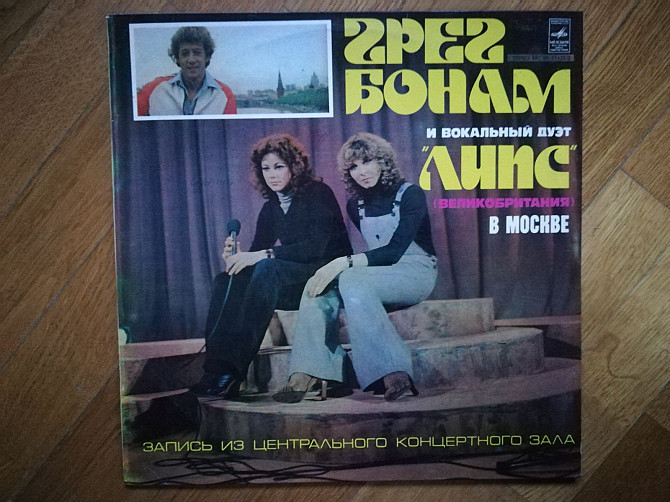 ГРЕГ
БОНАМ
И ВОКАЛЬНЫЙ ДУЭТ
"ЛИПС"
(ВЕЛИКОБРИТАНИЯ)
В МОСКВЕ
ЗАПИСЬ ИЗ ЦЕНТРАЛЬНОГО КОНЦЕРТНОГО ЗАЛА